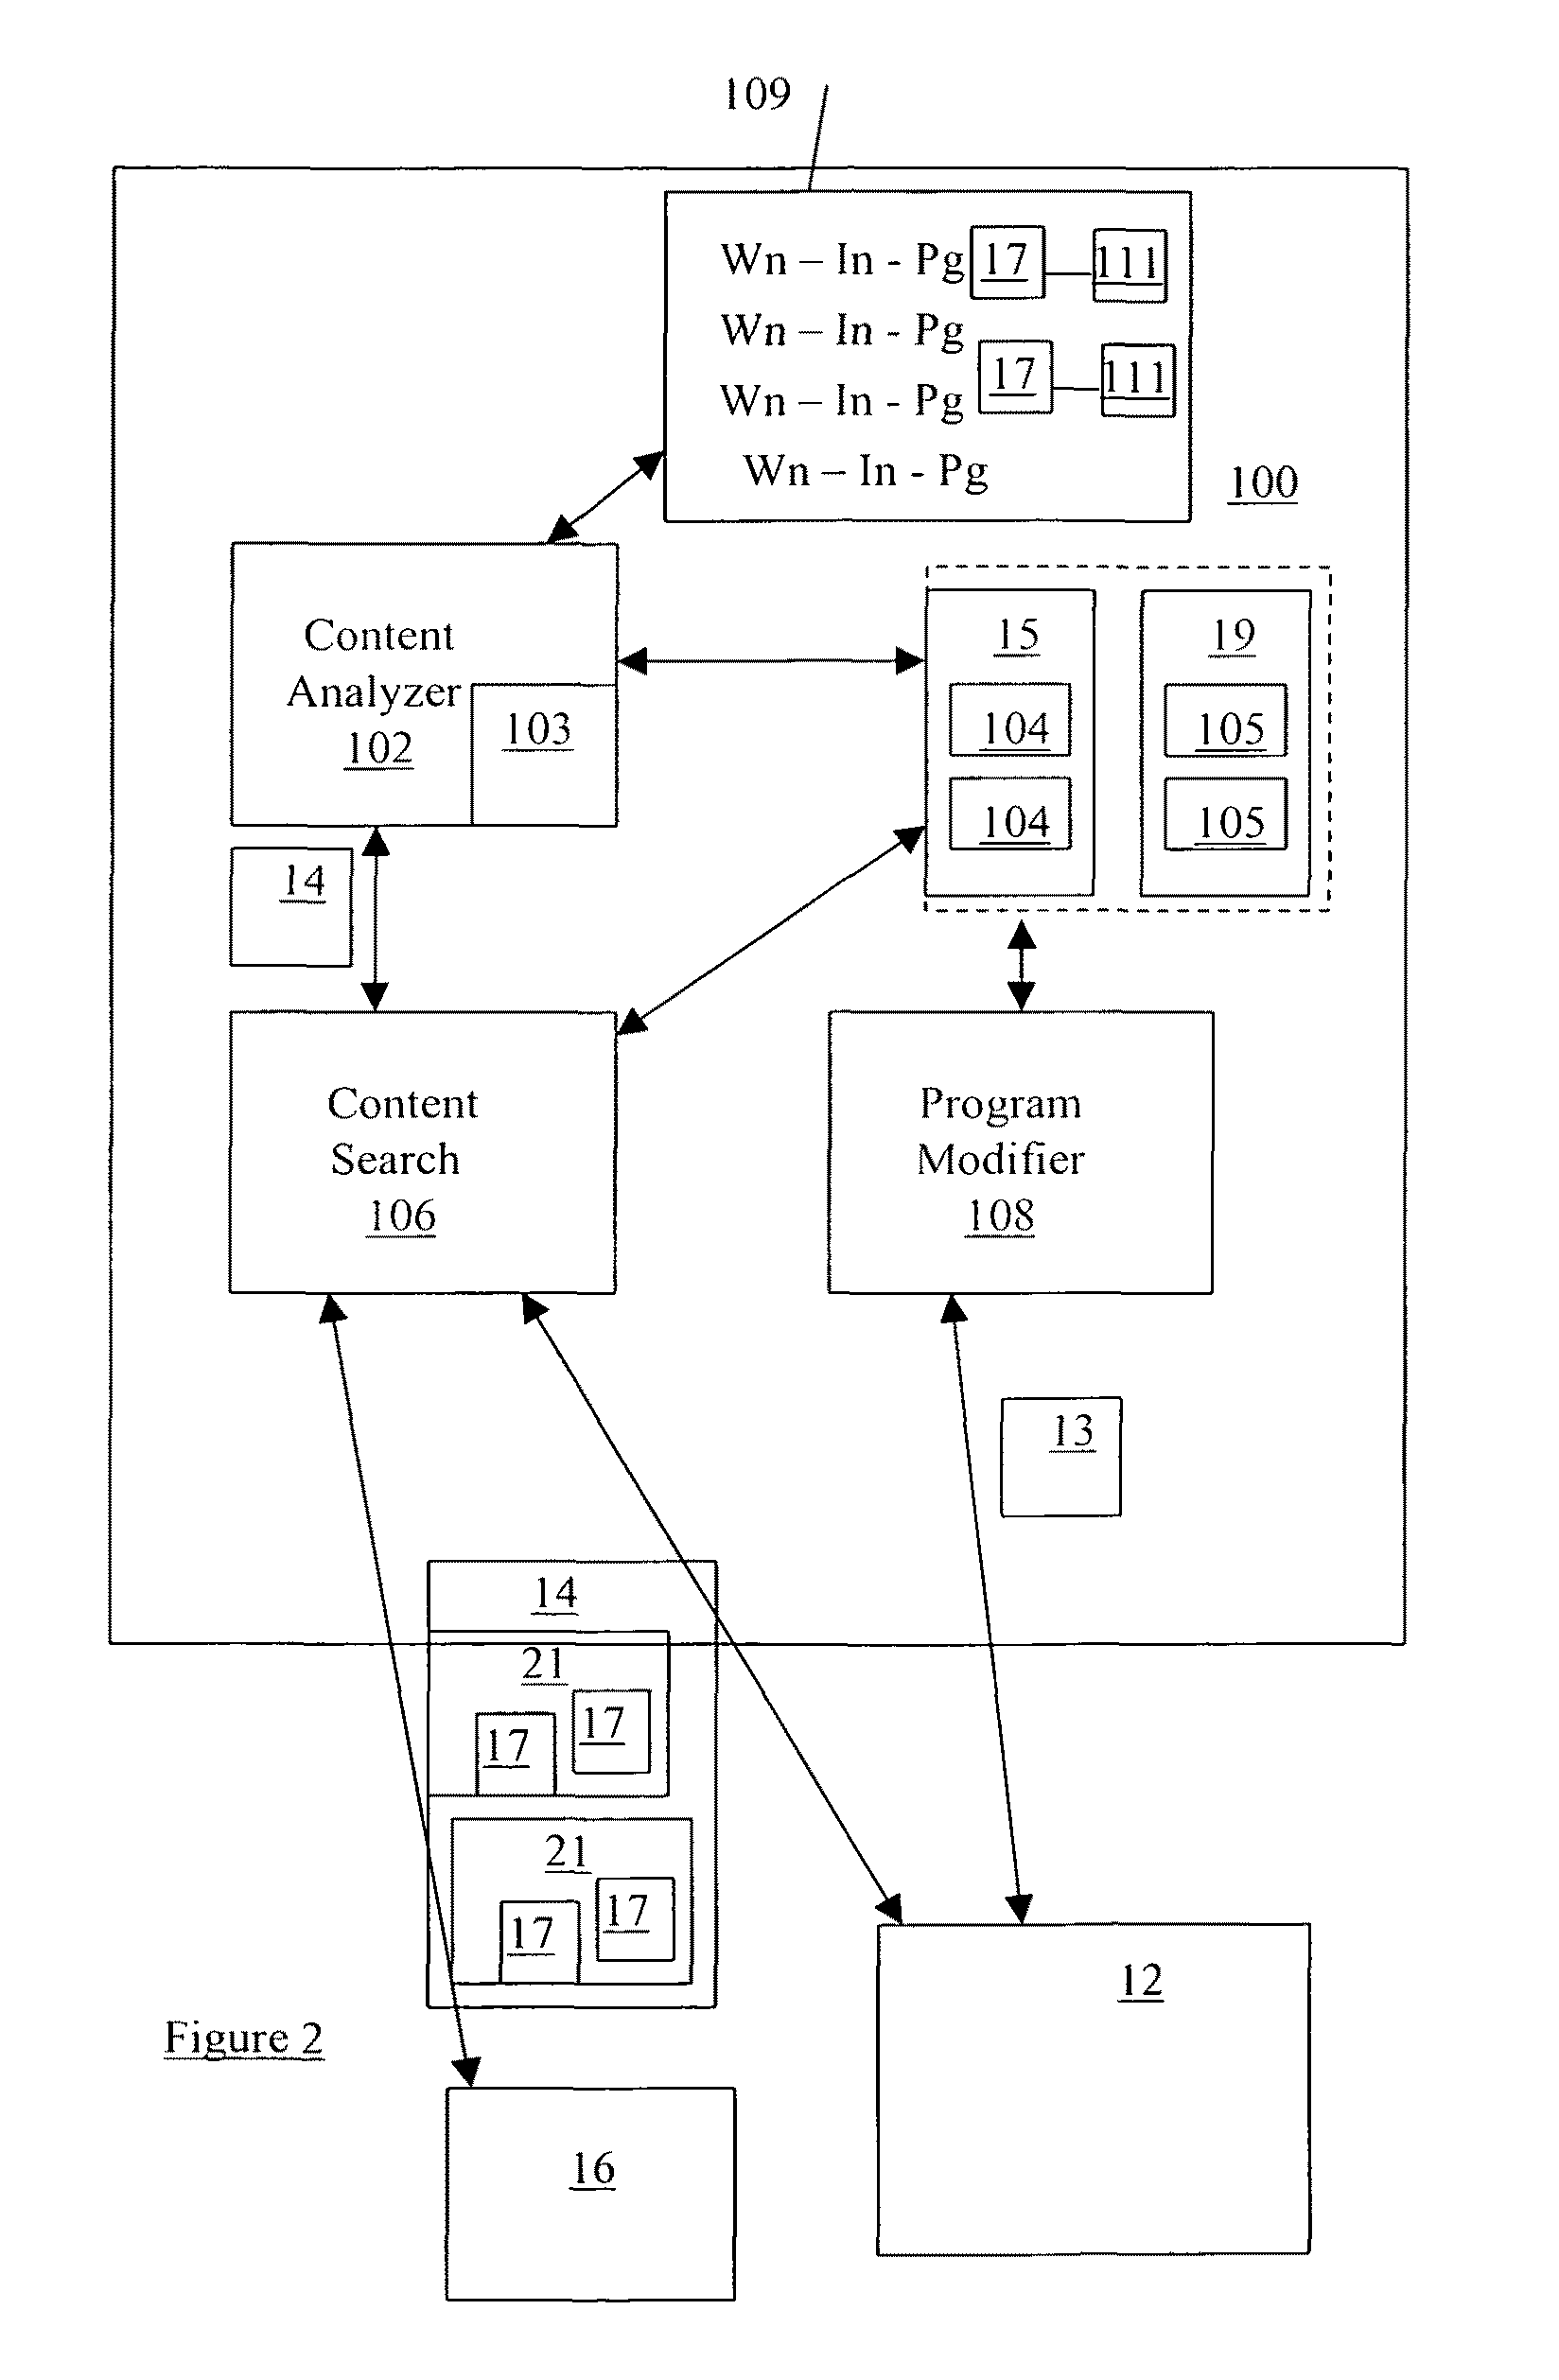 109
Wn – In - Pg 17 111
Wn – In - Pg
Wn – In - Pg 17 111
Wn – In - Pg
100
Content
Analyzer
102
103
15
104
104
19
105
105
14
Content
Search
106
Program
Modifier
108
13
14
21
17
17
21
17
17
12
Figure 2
16